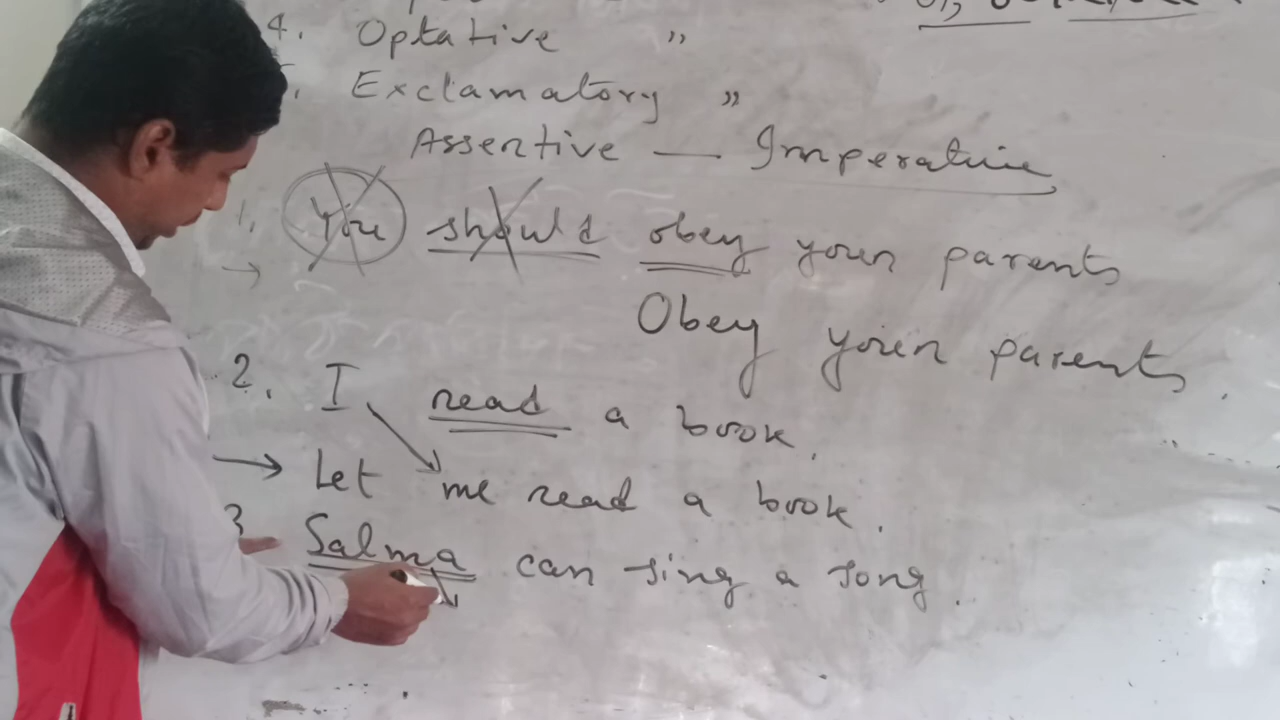 4. Optative "
Exclamatory "
Assertive — Imperative
1. You should obey your parents
→
Obey your parents.
2. I read a book.
→ Let me read a book.
3 Salma can sing a song.